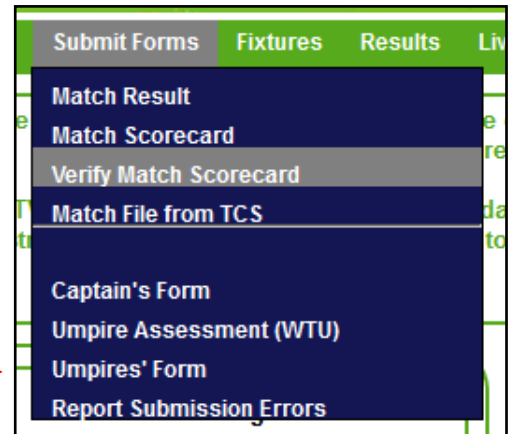 Submit Forms Fixtures Results
Match Result
Match Scorecard
Verify Match Scorecard
Match File from TCS
Captain's Form
Umpire Assessment (WTU)
Umpires' Form
Report Submission Errors